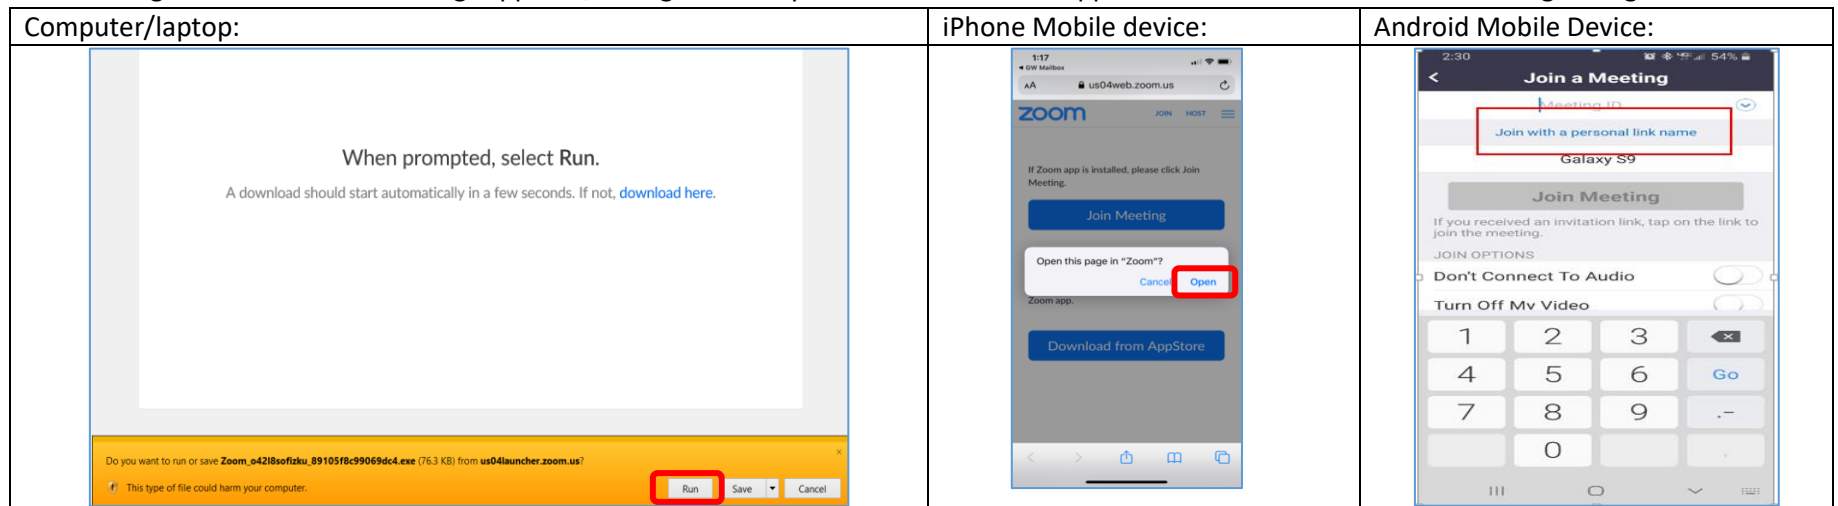 Computer/laptop:
When prompted, select Run.
A download should start automatically in a few seconds. If not, download here.
Do you want to run or save Zoom_o42l8sofizku_89105f8c99069dc4.exe (76.3 KB) from us04launcher.zoom.us?
This type of file could harm your computer.
Run Save Cancel
iPhone Mobile device:
1:17
GW Mailbox
AA us04web.zoom.us
zoom JOIN HOST
If Zoom app is installed, please click Join
Meeting.
Join Meeting
Open this page in "Zoom"?
Cancel Open
Zoom app.
Download from AppStore
Android Mobile Device:
2:30 54%
Join a Meeting
Meeting ID
Join with a personal link name
Galaxy S9
Join Meeting
If you received an invitation link, tap on the link to
join the meeting.
JOIN OPTIONS
Don't Connect To Audio
Turn Off My Video
1 2 3
4 5 6 Go
7 8 9 .-
0 ,